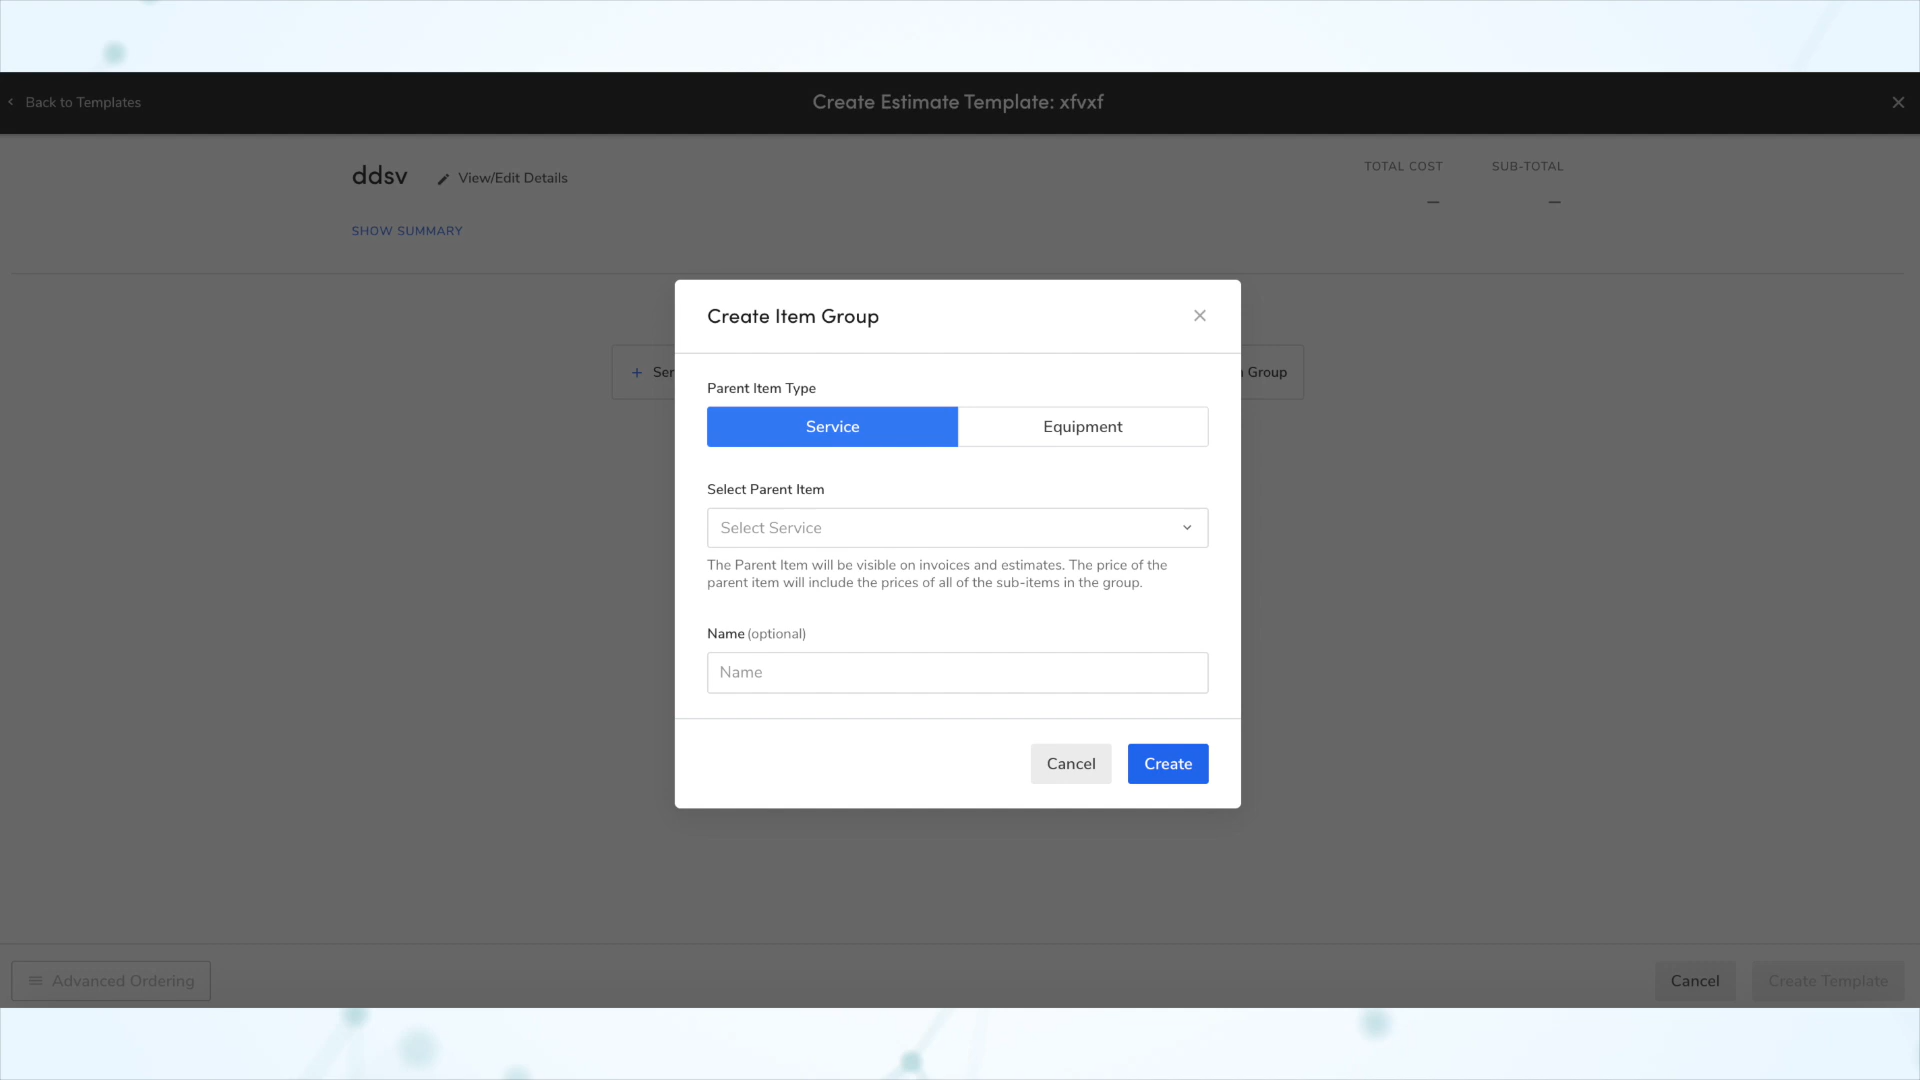 Back to Templates
Create Estimate Template: xfvxf
ddsv
View/Edit Details
TOTAL COST
SUB-TOTAL
—
—
SHOW SUMMARY
Create Item Group
+ Ser
Group
Parent Item Type
Service
Equipment
Select Parent Item
Select Service
The Parent Item will be visible on invoices and estimates. The price of the
parent item will include the prices of all of the sub-items in the group.
Name (optional)
Name
Cancel
Create
Advanced Ordering
Cancel
Create Template